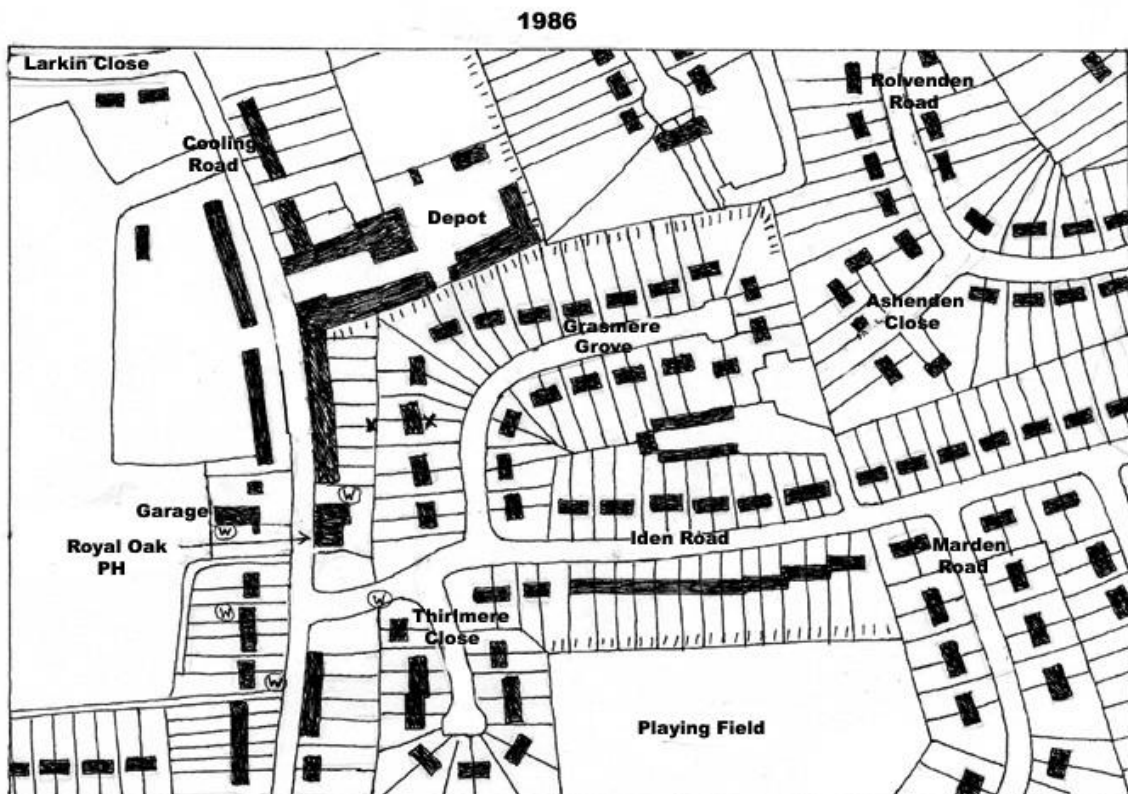 1986
Larkin Close
Rolvenden
Road
Cooling
Road
Depot
Ashenden
Close
Grasmere
Grove
W
Garage
W
Royal Oak
PH
Iden Road
Marden
Road
W
W
Thirlmere
Close
W
Playing Field